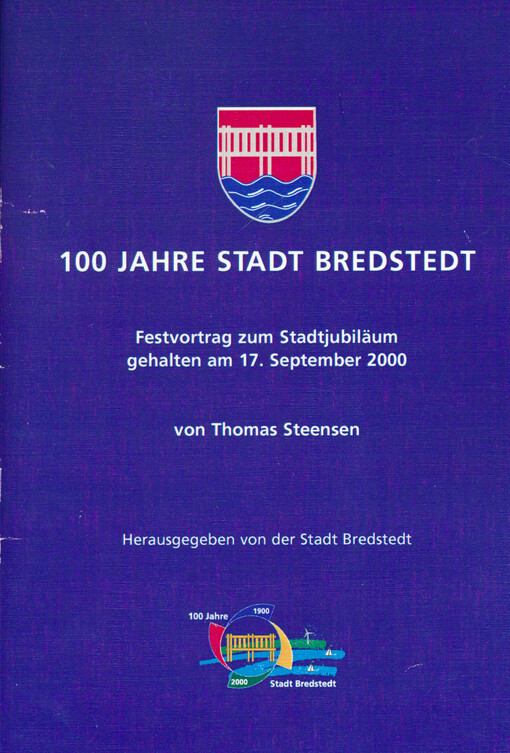 100 JAHRE STADT BREDSTEDT
Festvortrag zum Stadtjubiläum
gehalten am 17. September 2000
von Thomas Steensen
Herausgegeben von der Stadt Bredstedt
100 Jahre
1900
2000
Stadt Bredstedt